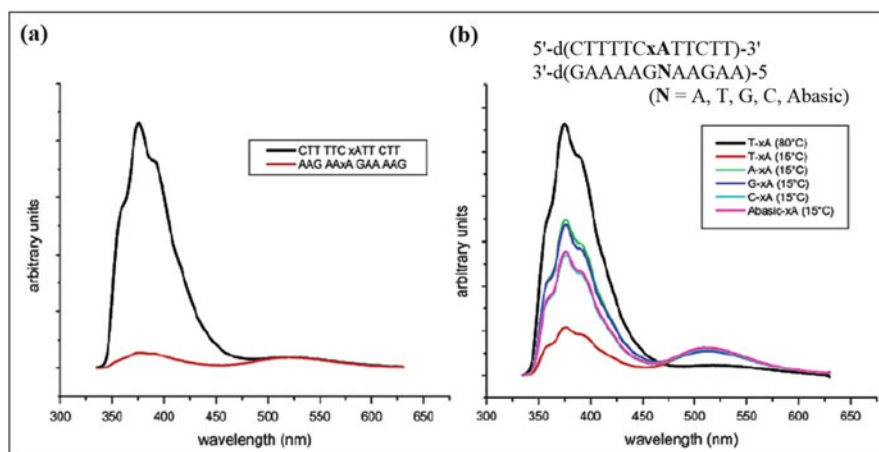 (a)
CTT TTC xATT CTT
AAG AAxA GAA AAG
arbitrary units
300 350 400 450 500 550 600 650
wavelength (nm)
(b)
5'-d(CTTTTCxATTCTT)-3'
3'-d(GAAAAGNAAGAA)-5
(N = A, T, G, C, Abasic)
T-xA (80°C)
T-xA (15°C)
A-xA (15°C)
G-xA (15°C)
C-xA (15°C)
Abasic-xA (15°C)
arbitrary units
300 350 400 450 500 550 600 650
wavelength (nm)